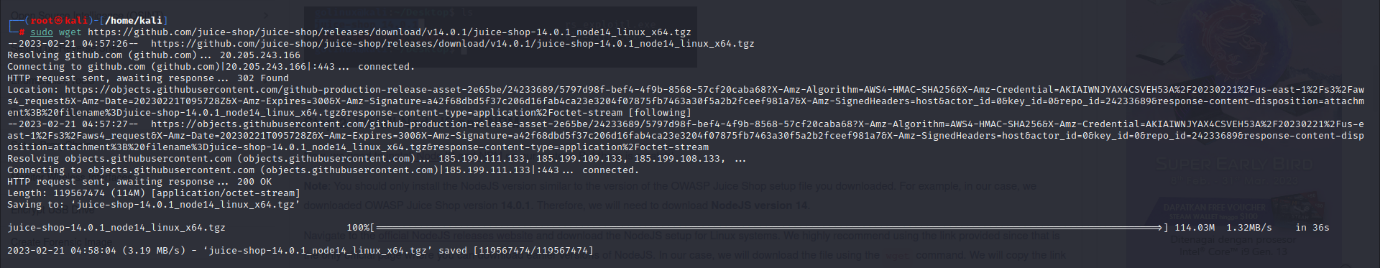 ┌──(root㉿kali)-[/home/kali]
└─# sudo wget https://github.com/juice-shop/juice-shop/releases/download/v14.0.1/juice-shop-14.0.1_node14_linux_x64.tgz
--2023-02-21 04:57:26--  https://github.com/juice-shop/juice-shop/releases/download/v14.0.1/juice-shop-14.0.1_node14_linux_x64.tgz
Resolving github.com (github.com)... 20.205.243.166
Connecting to github.com (github.com)|20.205.243.166|:443... connected.
HTTP request sent, awaiting response... 302 Found
Location: https://objects.githubusercontent.com/github-production-release-asset-2e65be/24233689/5797d98f-bef4-4f9b-8568-57cf20caba68?X-Amz-Algorithm=AWS4-HMAC-SHA256&X-Amz-Credential=AKIAIWNJYAX4CSVEH53A%2F20230221%2Fus-east-1%2Fs3%2Faws4_request&X-Amz-Date=20230221T095728Z&X-Amz-Expires=300&X-Amz-Signature=a42f68dbd5f37c206d16fab4ca23e3204f07875fb7463a30f5a2b2fceef981a7&X-Amz-SignedHeaders=host&actor_id=0&key_id=0&repo_id=24233689&response-content-disposition=attachment%3B%20filename%3Djuice-shop-14.0.1_node14_linux_x64.tgz&response-content-type=application%2Foctet-stream [following]
--2023-02-21 04:57:27--  https://objects.githubusercontent.com/github-production-release-asset-2e65be/24233689/5797d98f-bef4-4f9b-8568-57cf20caba68?X-Amz-Algorithm=AWS4-HMAC-SHA256&X-Amz-Credential=AKIAIWNJYAX4CSVEH53A%2F20230221%2Fus-east-1%2Fs3%2Faws4_request&X-Amz-Date=20230221T095728Z&X-Amz-Expires=300&X-Amz-Signature=a42f68dbd5f37c206d16fab4ca23e3204f07875fb7463a30f5a2b2fceef981a7&X-Amz-SignedHeaders=host&actor_id=0&key_id=0&repo_id=24233689&response-content-disposition=attachment%3B%20filename%3Djuice-shop-14.0.1_node14_linux_x64.tgz&response-content-type=application%2Foctet-stream
Resolving objects.githubusercontent.com (objects.githubusercontent.com)... 185.199.111.133, 185.199.109.133, 185.199.108.133, ...
Connecting to objects.githubusercontent.com (objects.githubusercontent.com)|185.199.111.133|:443... connected.
HTTP request sent, awaiting response... 200 OK
Length: 119567474 (114M) [application/octet-stream]
Saving to: ‘juice-shop-14.0.1_node14_linux_x64.tgz’
juice-shop-14.0.1_node14_linux_x64.tgz 100%[===================================================>] 114.03M 1.32MB/s in 36s
2023-02-21 04:58:04 (3.19 MB/s) - ‘juice-shop-14.0.1_node14_linux_x64.tgz’ saved [119567474/119567474]